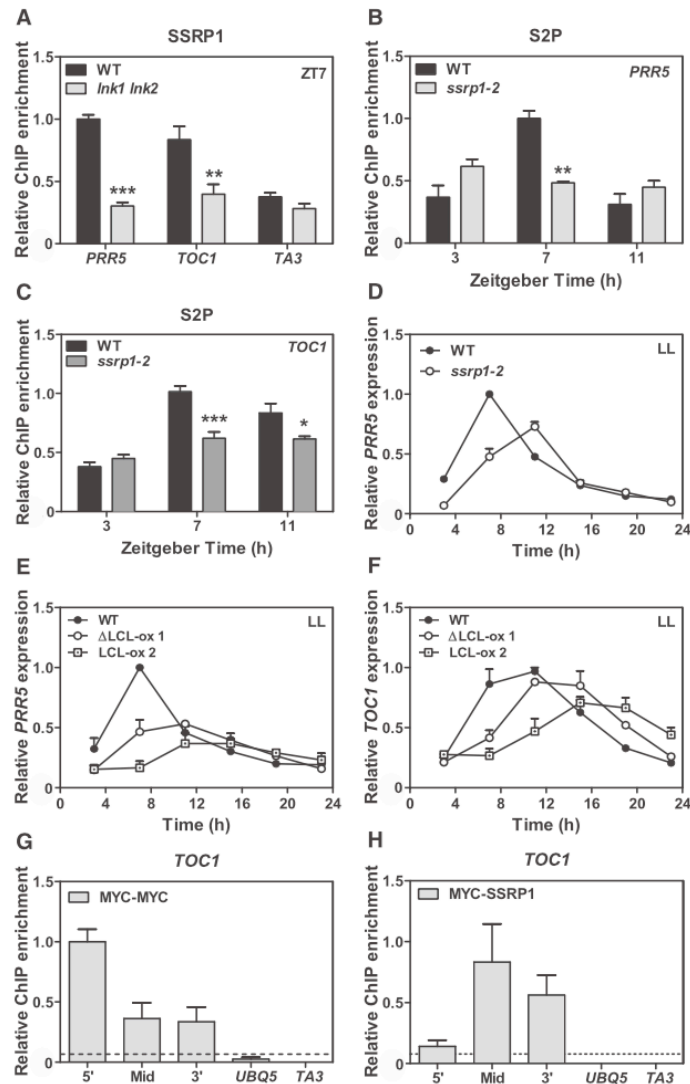 A
SSRP1
WT
lnk1 lnk2
ZT7
Relative ChIP enrichment
1.5
1.0
0.5
0
***
**
PRR5 TOC1 TA3
B
S2P
WT
ssrp1-2
PRR5
Relative ChIP enrichment
1.5
1.0
0.5
0
**
3 7 11
Zeitgeber Time (h)
C
S2P
WT
ssrp1-2
TOC1
Relative ChIP enrichment
1.5
1.0
0.5
0
***
*
3 7 11
Zeitgeber Time (h)
D
WT
ssrp1-2
LL
Relative PRR5 expression
1.5
1.0
0.5
0
0 4 8 12 16 20 24
Time (h)
E
WT
ΔLCL-ox 1
LCL-ox 2
LL
Relative PRR5 expression
1.5
1.0
0.5
0
0 4 8 12 16 20 24
Time (h)
F
WT
ΔLCL-ox 1
LCL-ox 2
LL
Relative TOC1 expression
1.5
1.0
0.5
0
0 4 8 12 16 20 24
Time (h)
G
TOC1
MYC-MYC
Relative ChIP enrichment
1.5
1.0
0.5
0
5' Mid 3' UBQ5 TA3
H
TOC1
MYC-SSRP1
Relative ChIP enrichment
1.5
1.0
0.5
0
5' Mid 3' UBQ5 TA3